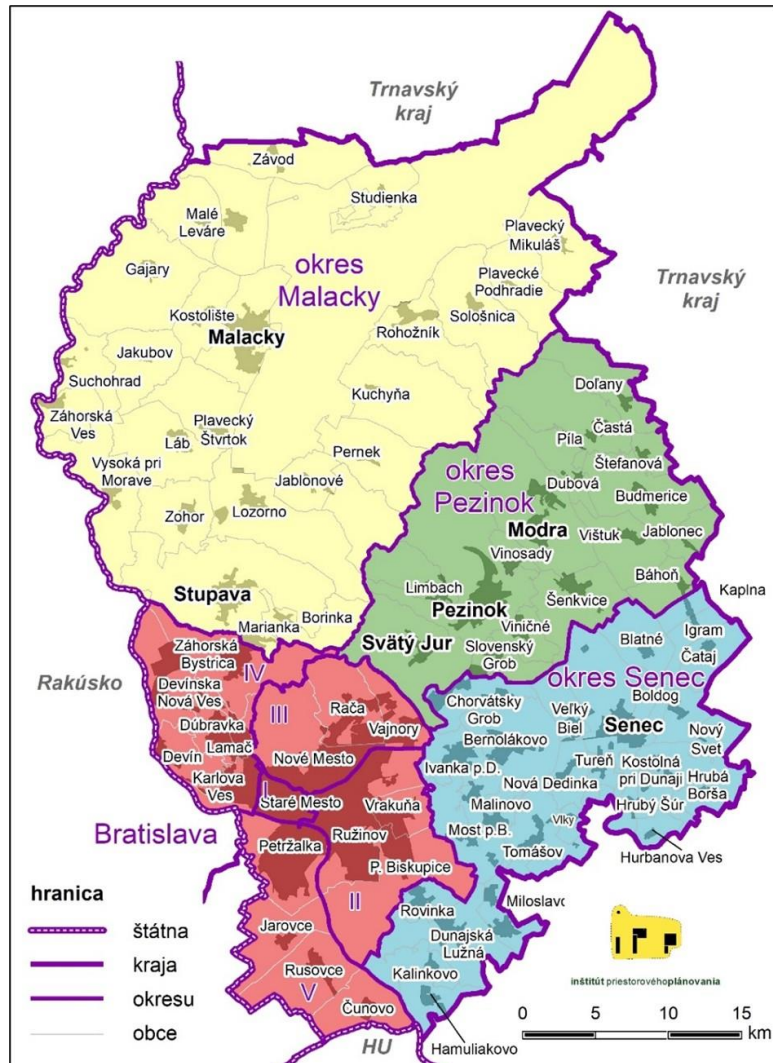 Trnavský
kraj
Závod
Studienka
Malé
Leváre
Plavecký
Mikuláš
okres
Malacky
Gajary
Plavecké
Podhradie
Trnavský
kraj
Kostolište
Sološnica
Rohožník
Malacky
Jakubov
Suchohrad
Kuchyňa
Doľany
Záhorská
Ves
Plavecký
Štvrtok
Láb
Častá
Píla
Pernek
okres
Pezinok
Štefanová
Vysoká pri
Morave
Jablonové
Dubová
Budmerice
Zohor
Lozorno
Modra
Vištuk
Jablonec
Vinosady
Báhoň
Stupava
Limbach
Šenkvice
Kaplna
Pezinok
Marianka
Borinka
Viničné
Igram
Svätý Jur
Blatné
Záhorská
Bystrica
Slovenský
Grob
Čataj
Rakúsko
IV
okres Senec
Devínska
Nová Ves
III
Rača
Boldog
Chorvátsky
Grob
Veľký
Biel
Senec
Dúbravka
Vajnory
Nový
Svet
Lamač
Bernolákovo
Devín
Nové Mesto
Ivanka p.D.
Tureň
Kostolná
pri Dunaji
Hrubá
Borša
Karlova
Ves
Nová Dedinka
I
Staré Mesto
Vrakuňa
Malinovo
Hrubý Šúr
Bratislava
Ružinov
Most p.B.
Vlky
Petržalka
Tomášov
Hurbanova Ves
P. Biskupice
hranica
II
Miloslavo
Rovinka
štátna
Jarovce
Dunajská
Lužná
kraja
inštitút priestorového plánovania
Rusovce
Kalinkovo
okresu
V
Čunovo
obce
0 5 10 15
km
HU
Hamuliakovo